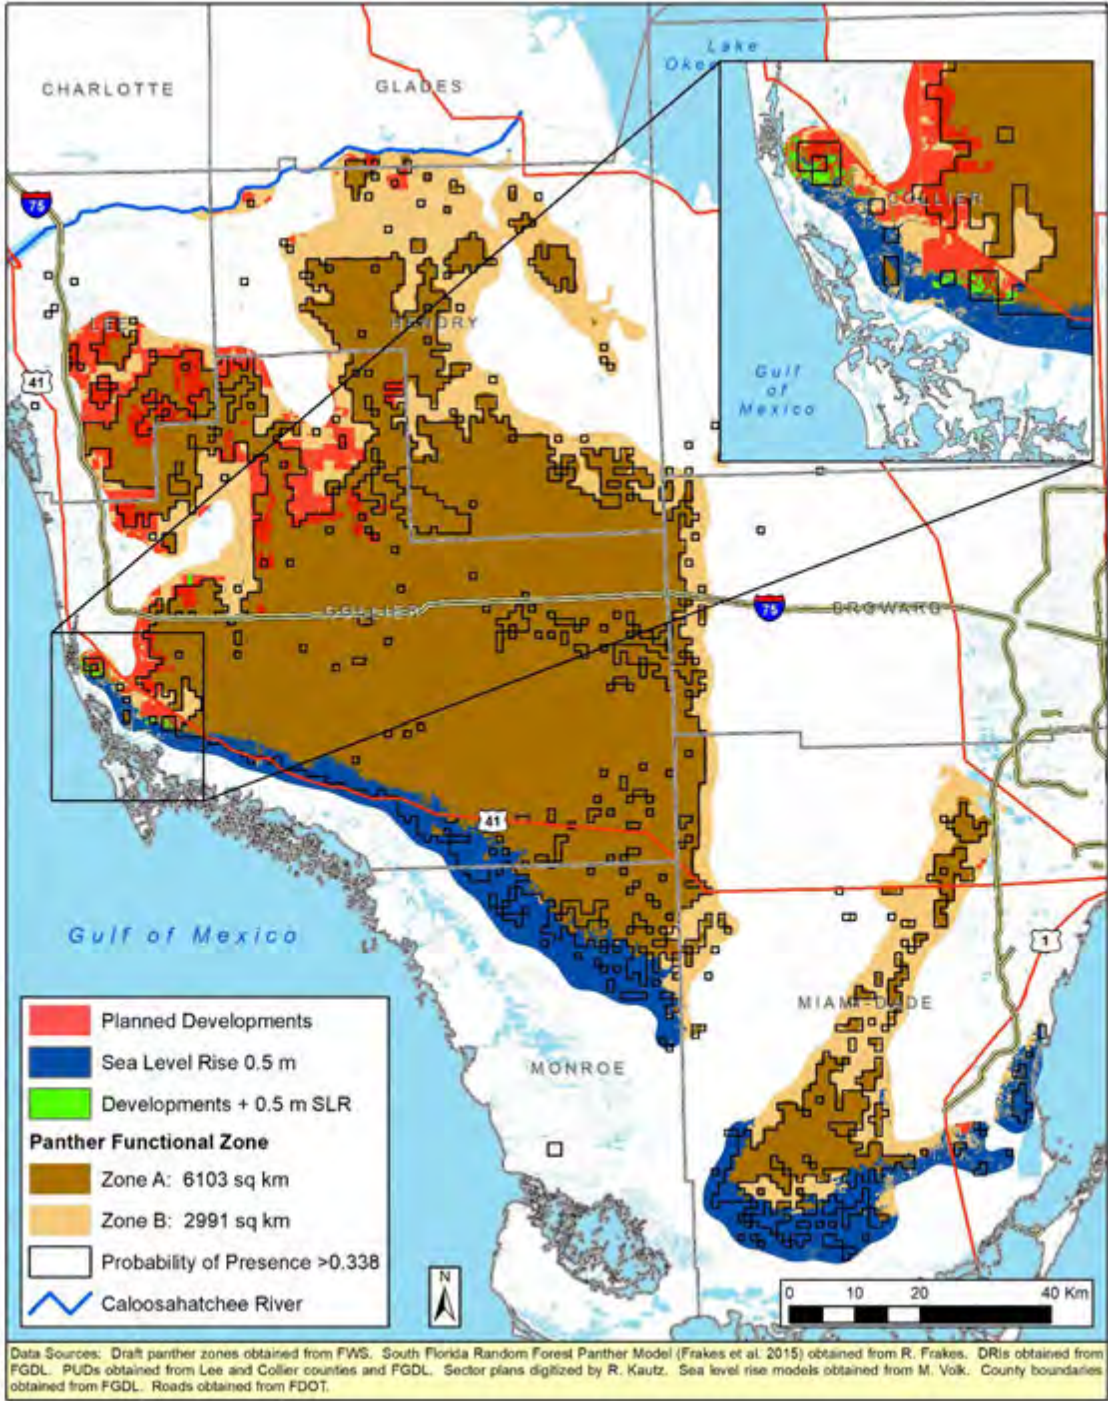 CHARLOTTE
GLADES
Lake
Okee
75
COLLIER
LEE
HENDRY
41
Gulf
of
Mexico
COLLIER
75
BROWARD
41
Gulf of Mexico
1
MIAMI-DADE
MONROE
Planned Developments
Sea Level Rise 0.5 m
Developments + 0.5 m SLR
Panther Functional Zone
Zone A: 6103 sq km
Zone B: 2991 sq km
Probability of Presence >0.338
Caloosahatchee River
N
0 10 20 40 Km
Data Sources: Draft panther zones obtained from FWS. South Florida Random Forest Panther Model (Frakes et al. 2015) obtained from R. Frakes. DRIs obtained from
FGDL. PUDs obtained from Lee and Collier counties and FGDL. Sector plans digitized by R. Kautz. Sea level rise models obtained from M. Volk. County boundaries
obtained from FGDL. Roads obtained from FDOT.